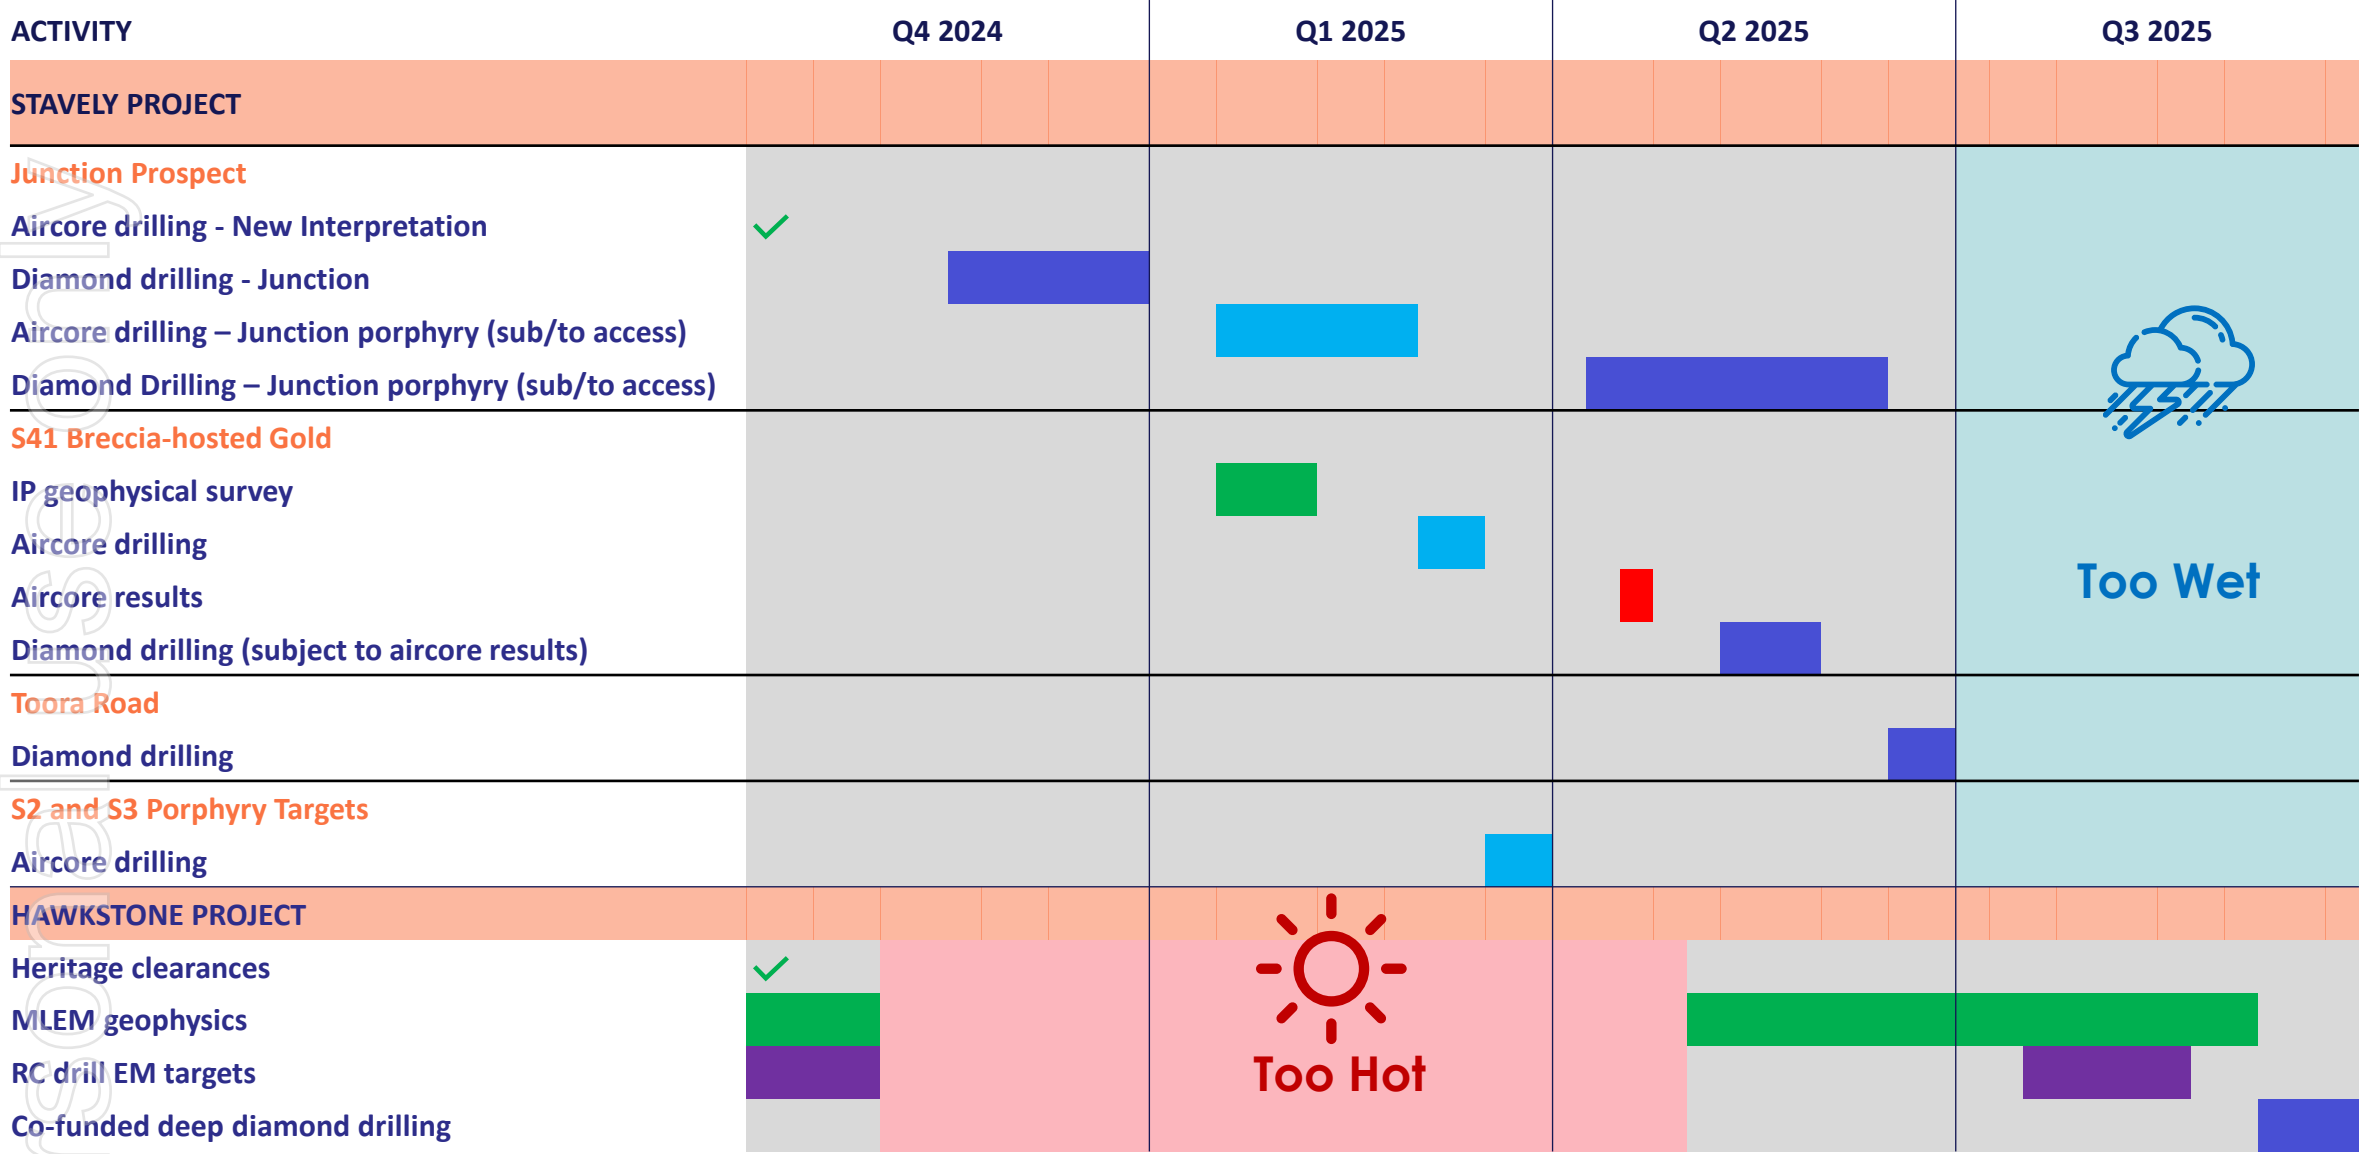 ACTIVITY Q4 2024 Q1 2025 Q2 2025 Q3 2025
STAVELY PROJECT
Junction Prospect
Aircore drilling - New Interpretation
Diamond drilling - Junction
Aircore drilling – Junction porphyry (sub/to access)
Diamond Drilling – Junction porphyry (sub/to access)
S41 Breccia-hosted Gold
IP geophysical survey
Aircore drilling
Aircore results
Too Wet
Diamond drilling (subject to aircore results)
Toora Road
Diamond drilling
S2 and S3 Porphyry Targets
Aircore drilling
HAWKSTONE PROJECT
Heritage clearances
MLEM geophysics
RC drill EM targets
Too Hot
Co-funded deep diamond drilling
sonal use only